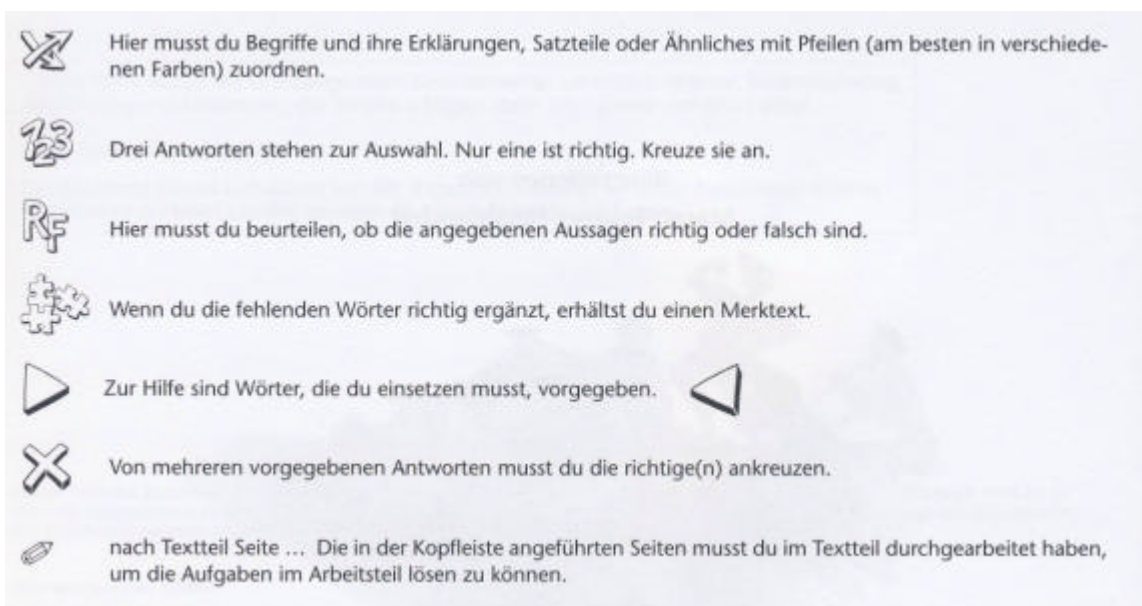 Hier musst du Begriffe und ihre Erklärungen, Satzteile oder Ähnliches mit Pfeilen (am besten in verschiede-
nen Farben) zuordnen.
123
Drei Antworten stehen zur Auswahl. Nur eine ist richtig. Kreuze sie an.
RF
Hier musst du beurteilen, ob die angegebenen Aussagen richtig oder falsch sind.
Wenn du die fehlenden Wörter richtig ergänzt, erhältst du einen Merktext.
Zur Hilfe sind Wörter, die du einsetzen musst, vorgegeben.
Von mehreren vorgegebenen Antworten musst du die richtige(n) ankreuzen.
nach Textteil Seite ... Die in der Kopfleiste angeführten Seiten musst du im Textteil durchgearbeitet haben,
um die Aufgaben im Arbeitsteil lösen zu können.